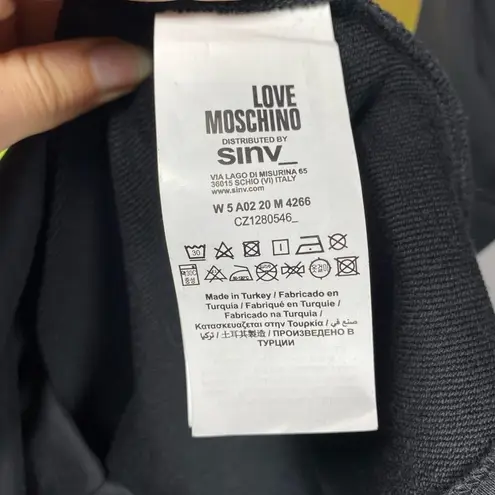 LOVE
MOSCHINO
DISTRIBUTED BY
sinv_
VIA LAGO DI MISURINA 65
36015 SCHIO (VI) ITALY
www.sinv.com
W 5 A02 20 M 4266
CZ1280546_
30
Made in Turkey / Fabricado en
Turquía / Fabriqué en Turquie /
Fabricado na Turquia /
Κατασκευάζεται στην Τουρκία / صنع في
تركيا / 土耳其製造 / ПРОИЗВЕДЕНО В
ТУРЦИИ